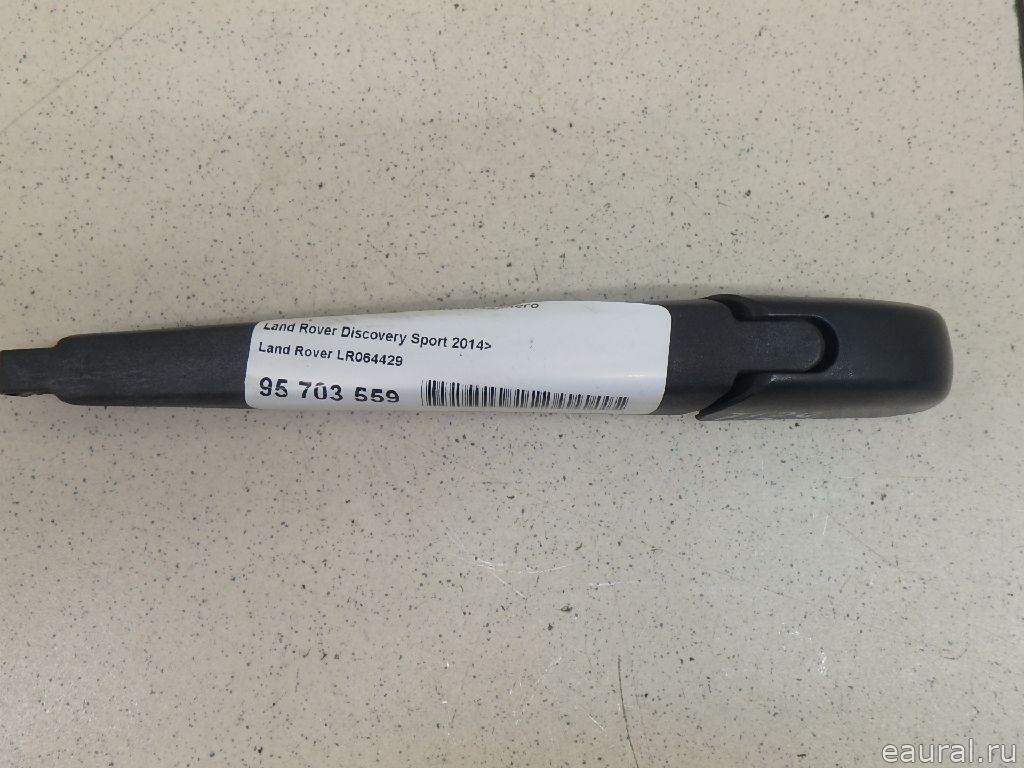 Land Rover Discovery Sport 2014>
Land Rover LR064429
95 703 559
eaural.ru